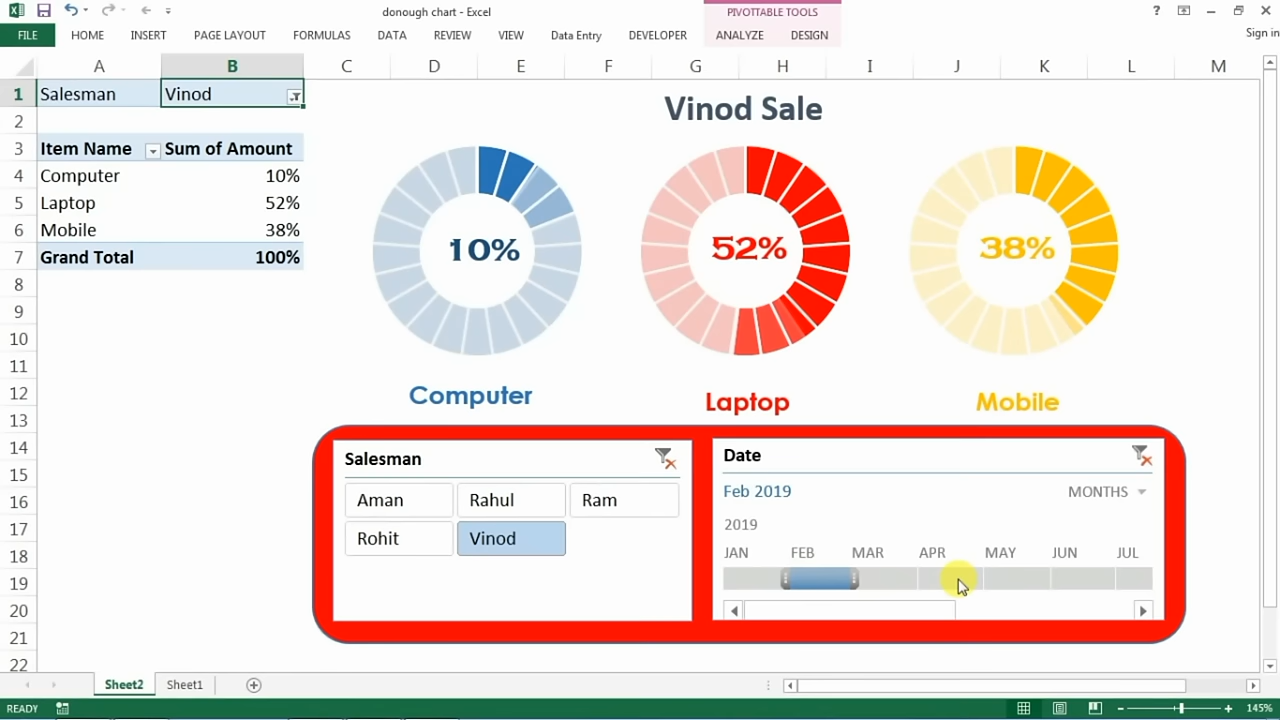 donough chart - Excel
PIVOTTABLE TOOLS
?
Sign in
FILE HOME INSERT PAGE LAYOUT FORMULAS DATA REVIEW VIEW Data Entry DEVELOPER ANALYZE DESIGN
A B C D E F G H I J K L M
1 Salesman Vinod
Vinod Sale
2
3 Item Name Sum of Amount
4 Computer 10%
5 Laptop 52%
6 Mobile 38%
7 Grand Total 100%
10% 52% 38%
8
9
10
11
12
Computer Laptop Mobile
13
14
15
16
17
18
19
20
21
22
Salesman
Aman Rahul Ram
Rohit Vinod
Date
Feb 2019 MONTHS
2019
JAN FEB MAR APR MAY JUN JUL
Sheet2 Sheet1
READY 145%